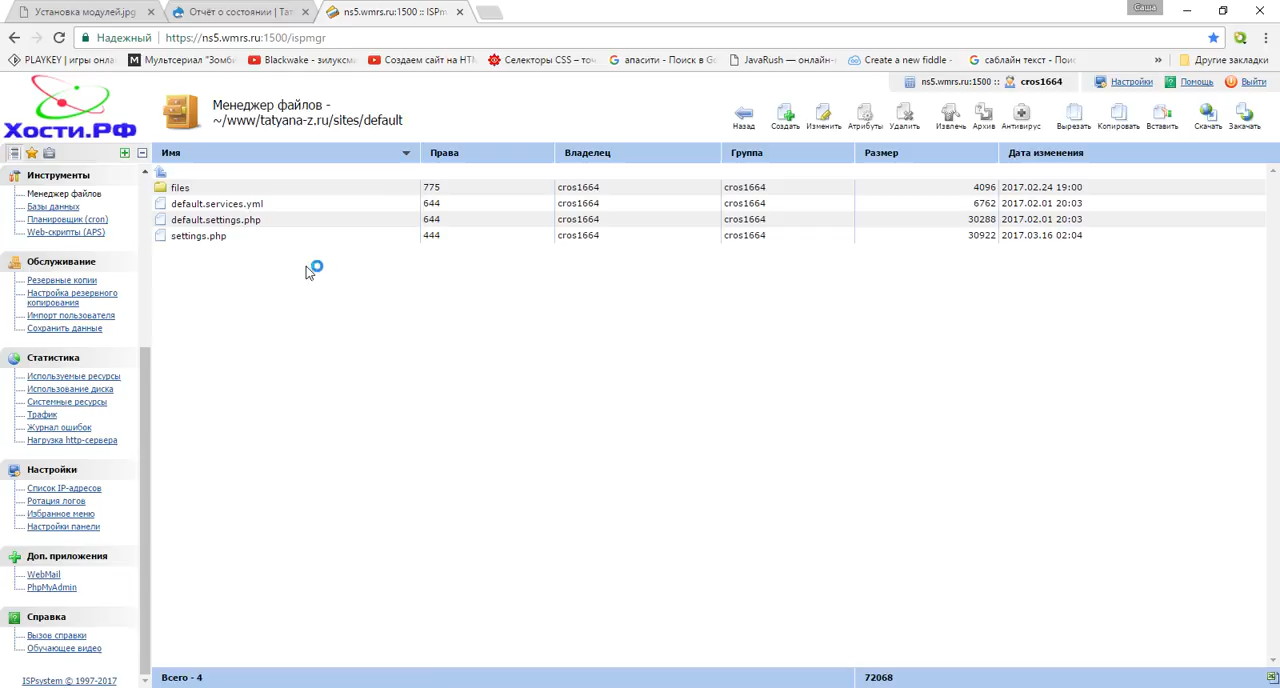 Установка модулей.jpg
Отчёт о состоянии | Тат
ns5.wmrs.ru:1500 :: ISPm
Саша
Надежный
https://ns5.wmrs.ru:1500/ispmgr
PLAYKEY | игры онла
Мультсериал "Зомб
Blackwake - зилуксма
Создаем сайт на HTM
Селекторы CSS – точ
апасити - Поиск в Go
JavaRush — онлайн-
Create a new fiddle -
саблайн текст - Поис
»
Другие закладки
ns5.wmrs.ru:1500 ::
cros1664
Настройки
Помощь
Выйти
Хости.РФ
Менеджер файлов -
~/www/tatyana-z.ru/sites/default
Назад
Создать
Изменить
Атрибуты
Удалить
Извлечь
Архив
Антивирус
Вырезать
Копировать
Вставить
Скачать
Закачать
Имя
Права
Владелец
Группа
Размер
Дата изменения
files 775 cros1664 cros1664 4096 2017.02.24 19:00
default.services.yml 644 cros1664 cros1664 6762 2017.02.01 20:03
default.settings.php 644 cros1664 cros1664 30288 2017.02.01 20:03
settings.php 444 cros1664 cros1664 30922 2017.03.16 02:04
Инструменты
Менеджер файлов
Базы данных
Планировщик (cron)
Web-скрипты (APS)
Обслуживание
Резервные копии
Настройка резервного
копирования
Импорт пользователя
Сохранить данные
Статистика
Используемые ресурсы
Использование диска
Системные ресурсы
Трафик
Журнал ошибок
Нагрузка http-сервера
Настройки
Список IP-адресов
Ротация логов
Избранное меню
Настройки панели
Доп. приложения
WebMail
PhpMyAdmin
Справка
Вызов справки
Обучающее видео
ISPsystem © 1997-2017
Всего - 4
72068